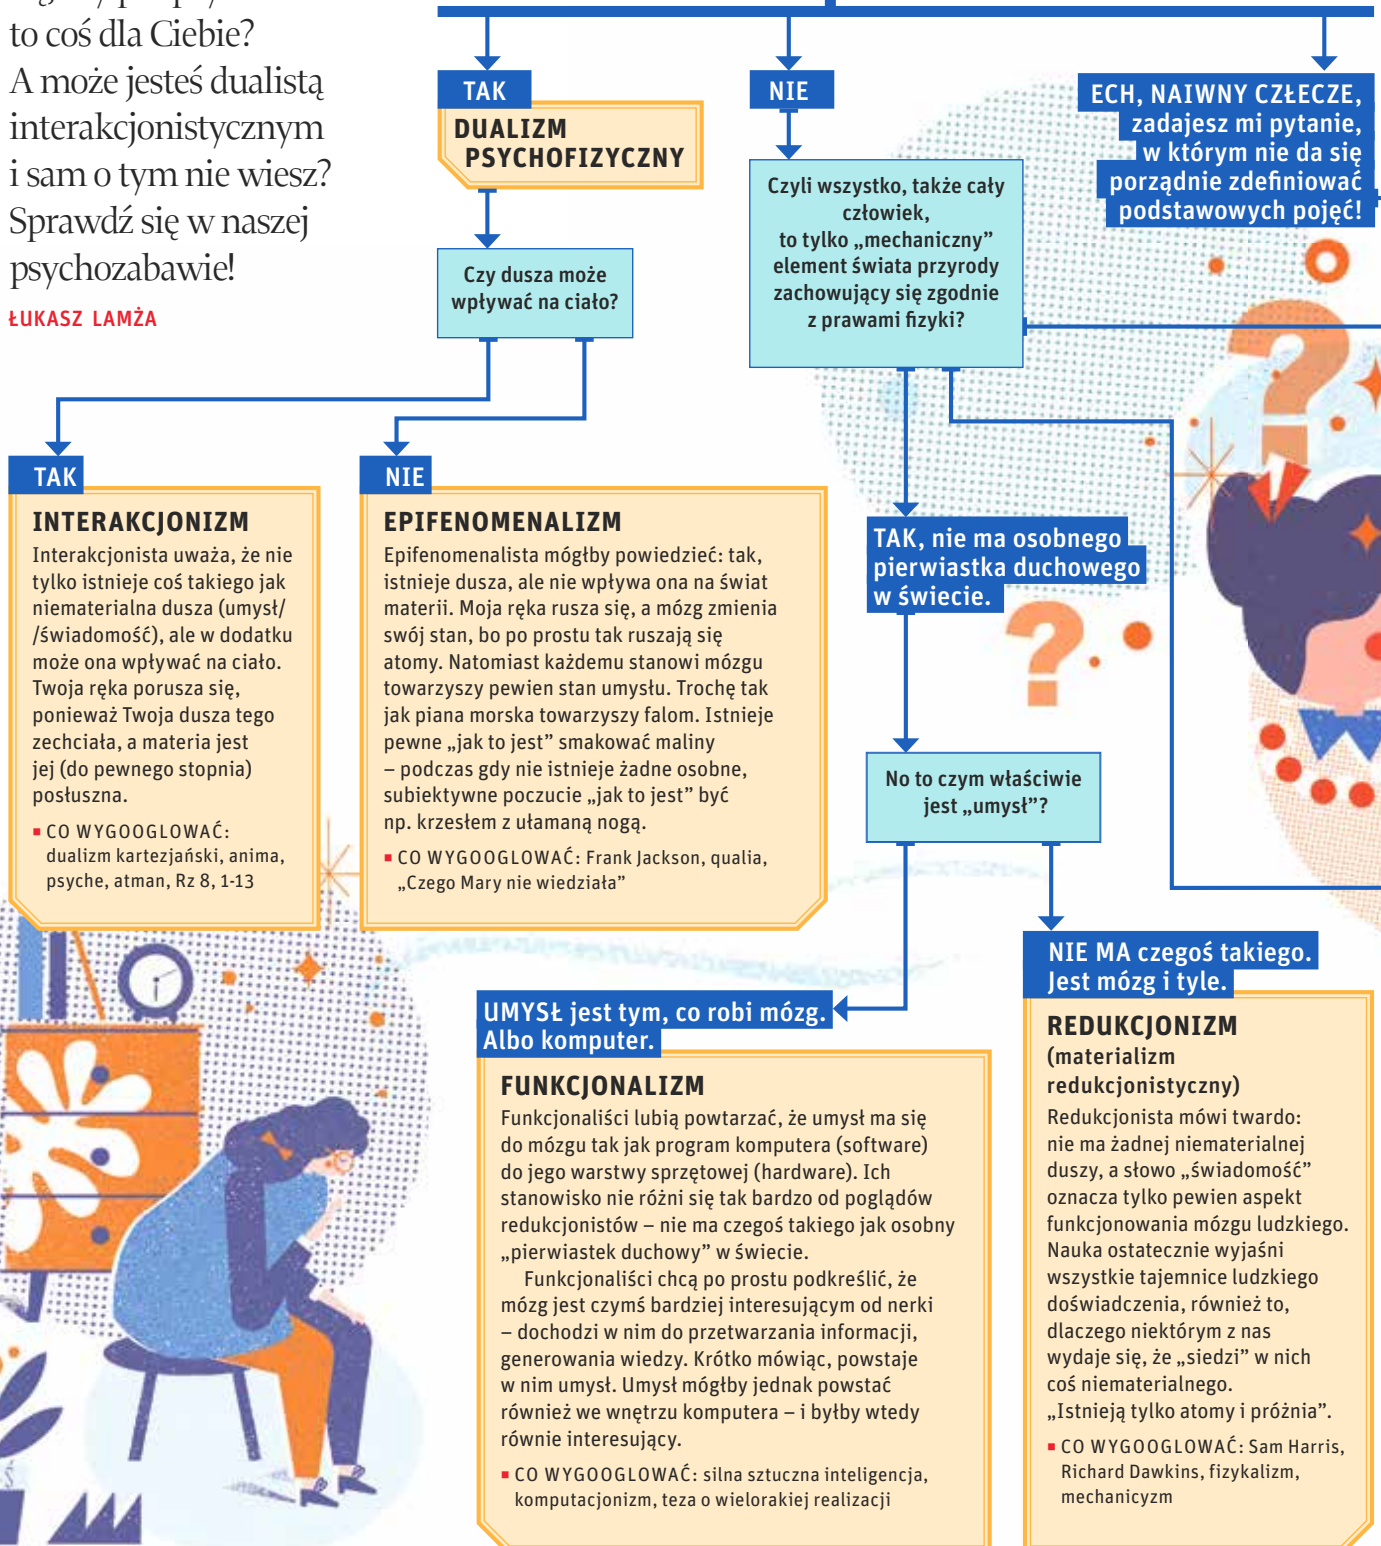 to coś dla Ciebie?
A może jesteś dualistą
interakcjonistycznym
i sam o tym nie wiesz?
Sprawdź się w naszej
psychozabawie!
ŁUKASZ LAMŻA
TAK
DUALIZM
PSYCHOFIZYCZNY
Czy dusza może
wpływać na ciało?
NIE
Czyli wszystko, także cały
człowiek,
to tylko „mechaniczny”
element świata przyrody
zachowujący się zgodnie
z prawami fizyki?
ECH, NAIWNY CZŁECZE,
zadajesz mi pytanie,
w którym nie da się
porządnie zdefiniować
podstawowych pojęć!
TAK
INTERAKCJONIZM
Interakcjonista uważa, że nie
tylko istnieje coś takiego jak
niematerialna dusza (umysł/
/świadomość), ale w dodatku
może ona wpływać na ciało.
Twoja ręka porusza się,
ponieważ Twoja dusza tego
zechciała, a materia jest
jej (do pewnego stopnia)
posłuszna.
▪ CO WYGOOGLOWAĆ:
dualizm kartezjański, anima,
psyche, atman, Rz 8, 1-13
NIE
EPIFENOMENALIZM
Epifenomenalista mógłby powiedzieć: tak,
istnieje dusza, ale nie wpływa ona na świat
materii. Moja ręka rusza się, a mózg zmienia
swój stan, bo po prostu tak ruszają się
atomy. Natomiast każdemu stanowi mózgu
towarzyszy pewien stan umysłu. Trochę tak
jak piana morska towarzyszy falom. Istnieje
pewne „jak to jest” smakować maliny
– podczas gdy nie istnieje żadne osobne,
subiektywne poczucie „jak to jest” być
np. krzesłem z ułamaną nogą.
▪ CO WYGOOGLOWAĆ: Frank Jackson, qualia,
„Czego Mary nie wiedziała”
TAK, nie ma osobnego
pierwiastka duchowego
w świecie.
No to czym właściwie
jest „umysł”?
UMYSŁ jest tym, co robi mózg.
Albo komputer.
FUNKCJONALIZM
Funkcjonaliści lubią powtarzać, że umysł ma się
do mózgu tak jak program komputera (software)
do jego warstwy sprzętowej (hardware). Ich
stanowisko nie różni się tak bardzo od poglądów
redukcjonistów – nie ma czegoś takiego jak osobny
„pierwiastek duchowy” w świecie.
Funkcjonaliści chcą po prostu podkreślić, że
mózg jest czymś bardziej interesującym od nerki
– dochodzi w nim do przetwarzania informacji,
generowania wiedzy. Krótko mówiąc, powstaje
w nim umysł. Umysł mógłby jednak powstać
również we wnętrzu komputera – i byłby wtedy
równie interesujący.
▪ CO WYGOOGLOWAĆ: silna sztuczna inteligencja,
komputacjonizm, teza o wielorakiej realizacji
NIE MA czegoś takiego.
Jest mózg i tyle.
REDUKCJONIZM
(materializm
redukcjonistyczny)
Redukcjonista mówi twardo:
nie ma żadnej niematerialnej
duszy, a słowo „świadomość”
oznacza tylko pewien aspekt
funkcjonowania mózgu ludzkiego.
Nauka ostatecznie wyjaśni
wszystkie tajemnice ludzkiego
doświadczenia, również to,
dlaczego niektórym z nas
wydaje się, że „siedzi” w nich
coś niematerialnego.
„Istnieją tylko atomy i próżnia”.
▪ CO WYGOOGLOWAĆ: Sam Harris,
Richard Dawkins, fizykalizm,
mechanicyzm